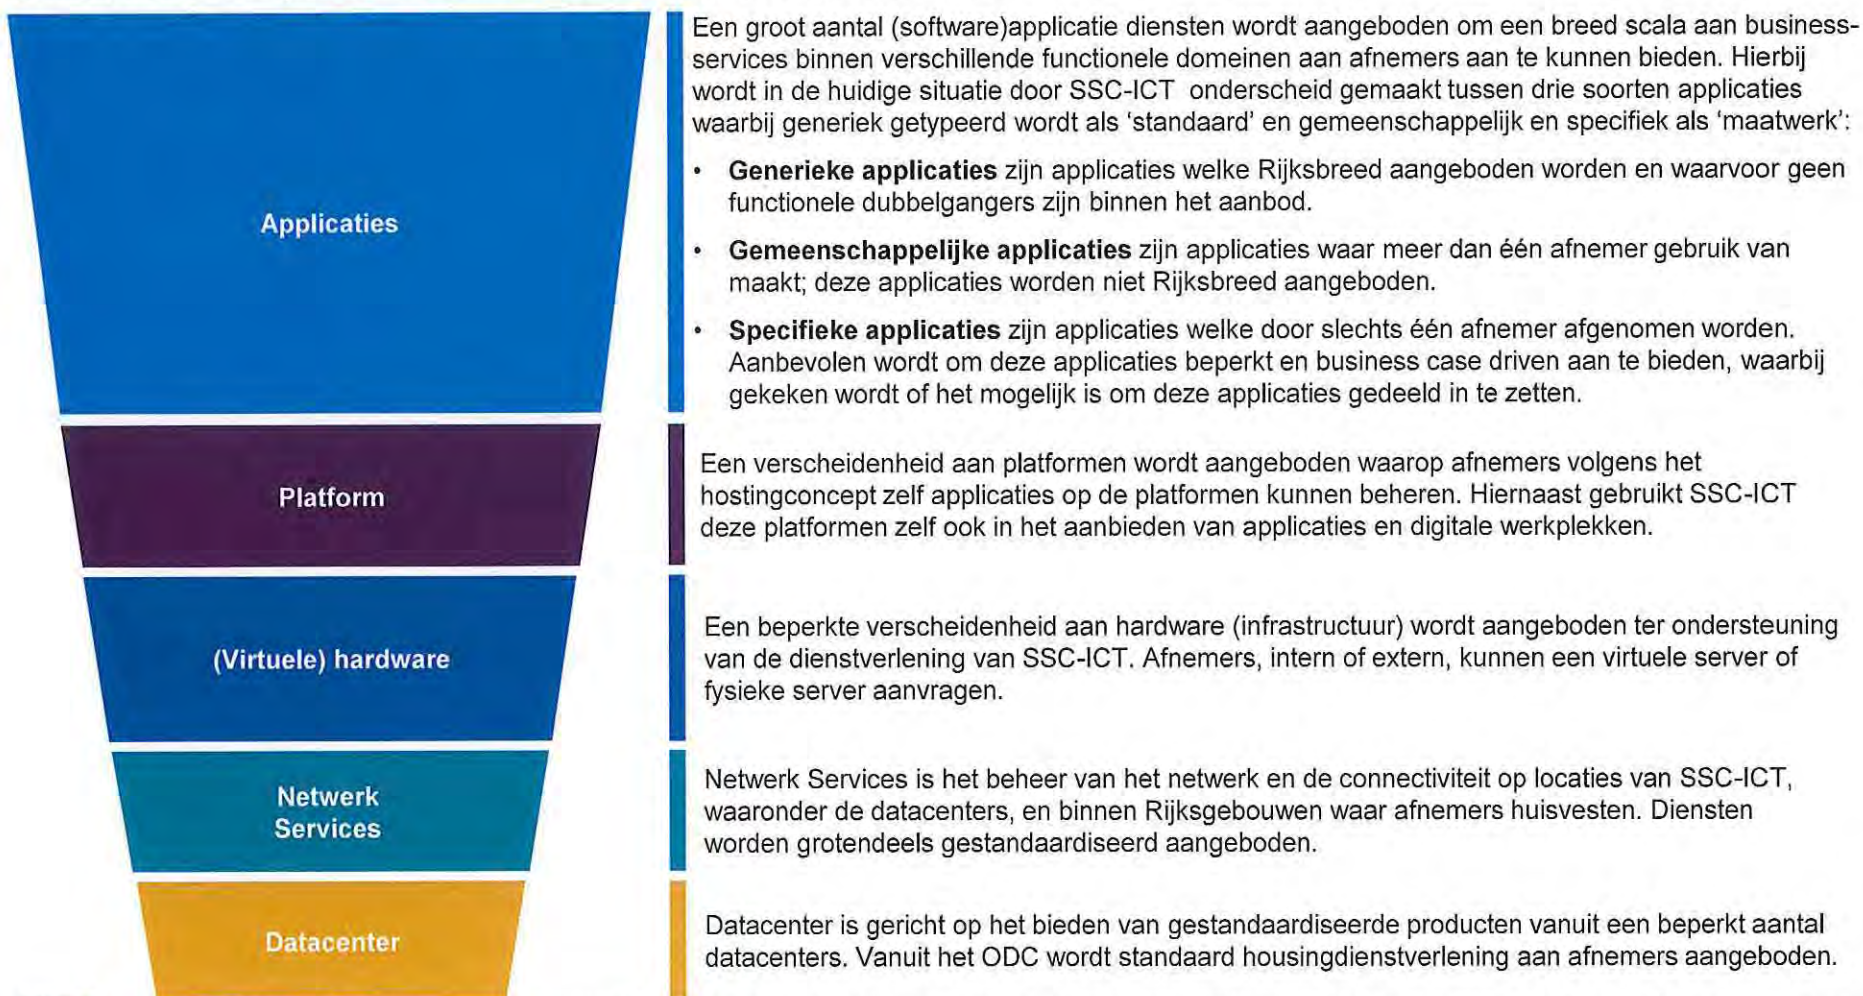 Een groot aantal (software)applicatie diensten wordt aangeboden om een breed scala aan business-
services binnen verschillende functionele domeinen aan afnemers aan te kunnen bieden. Hierbij
wordt in de huidige situatie door SSC-ICT onderscheid gemaakt tussen drie soorten applicaties
waarbij generiek getypeerd wordt als ‘standaard’ en gemeenschappelijk en specifiek als ‘maatwerk’:
• Generieke applicaties zijn applicaties welke Rijksbreed aangeboden worden en waarvoor geen
functionele dubbelgangers zijn binnen het aanbod.
Applicaties
• Gemeenschappelijke applicaties zijn applicaties waar meer dan één afnemer gebruik van
maakt; deze applicaties worden niet Rijksbreed aangeboden.
• Specifieke applicaties zijn applicaties welke door slechts één afnemer afgenomen worden.
Aanbevolen wordt om deze applicaties beperkt en business case driven aan te bieden, waarbij
gekeken wordt of het mogelijk is om deze applicaties gedeeld in te zetten.
Platform
Een verscheidenheid aan platformen wordt aangeboden waarop afnemers volgens het
hostingconcept zelf applicaties op de platformen kunnen beheren. Hiernaast gebruikt SSC-ICT
deze platformen zelf ook in het aanbieden van applicaties en digitale werkplekken.
(Virtuele) hardware
Een beperkte verscheidenheid aan hardware (infrastructuur) wordt aangeboden ter ondersteuning
van de dienstverlening van SSC-ICT. Afnemers, intern of extern, kunnen een virtuele server of
fysieke server aanvragen.
Netwerk
Services
Netwerk Services is het beheer van het netwerk en de connectiviteit op locaties van SSC-ICT,
waaronder de datacenters, en binnen Rijksgebouwen waar afnemers huisvesten. Diensten
worden grotendeels gestandaardiseerd aangeboden.
Datacenter
Datacenter is gericht op het bieden van gestandaardiseerde producten vanuit een beperkt aantal
datacenters. Vanuit het ODC wordt standaard housingdienstverlening aan afnemers aangeboden.